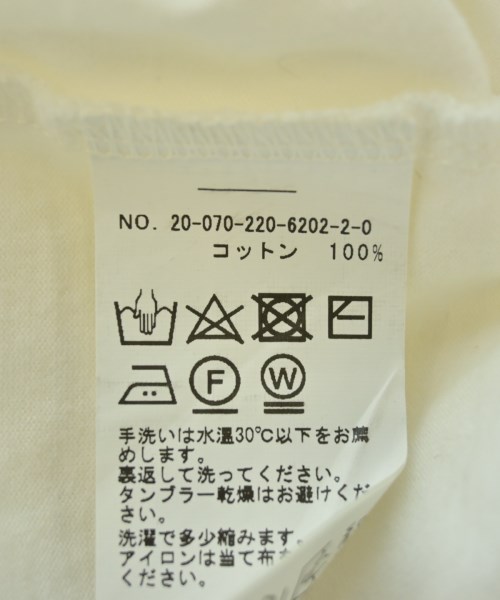 NO. 20-070-220-6202-2-0
コットン 100%
F W
手洗いは水温30℃以下をお薦
めします。
裏返して洗ってください。
タンブラー乾燥はお避けくだ
さい。
洗濯で多少縮みます。
アイロンは当て布
ください。